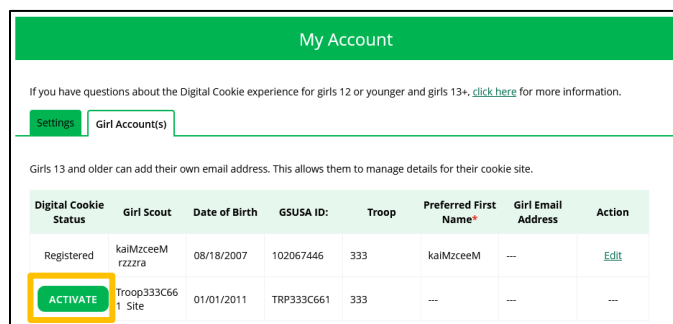 My Account
If you have questions about the Digital Cookie experience for girls 12 or younger and girls 13+, click here for more information.
Settings Girl Account(s)
Girls 13 and older can add their own email address. This allows them to manage details for their cookie site.
Digital Cookie Status Girl Scout Date of Birth GSUSA ID: Troop Preferred First Name* Girl Email Address Action
Registered kaiMzceeM rzzzra 08/18/2007 102067446 333 kaiMzceeM --- Edit
ACTIVATE Troop333C66 1 Site 01/01/2011 TRP333C661 333 --- --- ---